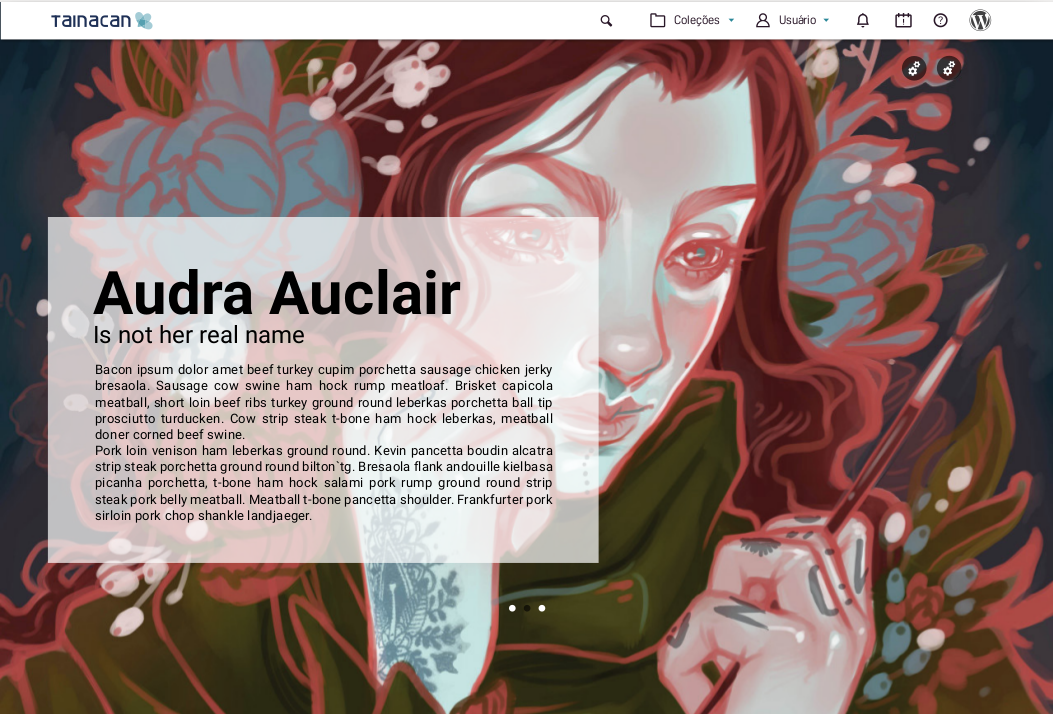 TAINACAN
Coleções
Usuário
Audra Auclair
Is not her real name
Bacon ipsum dolor amet beef turkey cupim porchetta sausage chicken jerky
bresaola. Sausage cow swine ham hock rump meatloaf. Brisket capicola
meatball, short loin beef ribs turkey ground round leberkas porchetta ball tip
prosciutto turducken. Cow strip steak t-bone ham hock leberkas, meatball
doner corned beef swine.
Pork loin venison ham leberkas ground round. Kevin pancetta boudin alcatra
strip steak porchetta ground round bilton`tg. Bresaola flank andouille kielbasa
picanha porchetta, t-bone ham hock salami pork rump ground round strip
steak pork belly meatball. Meatball t-bone pancetta shoulder. Frankfurter pork
sirloin pork chop shankle landjaeger.